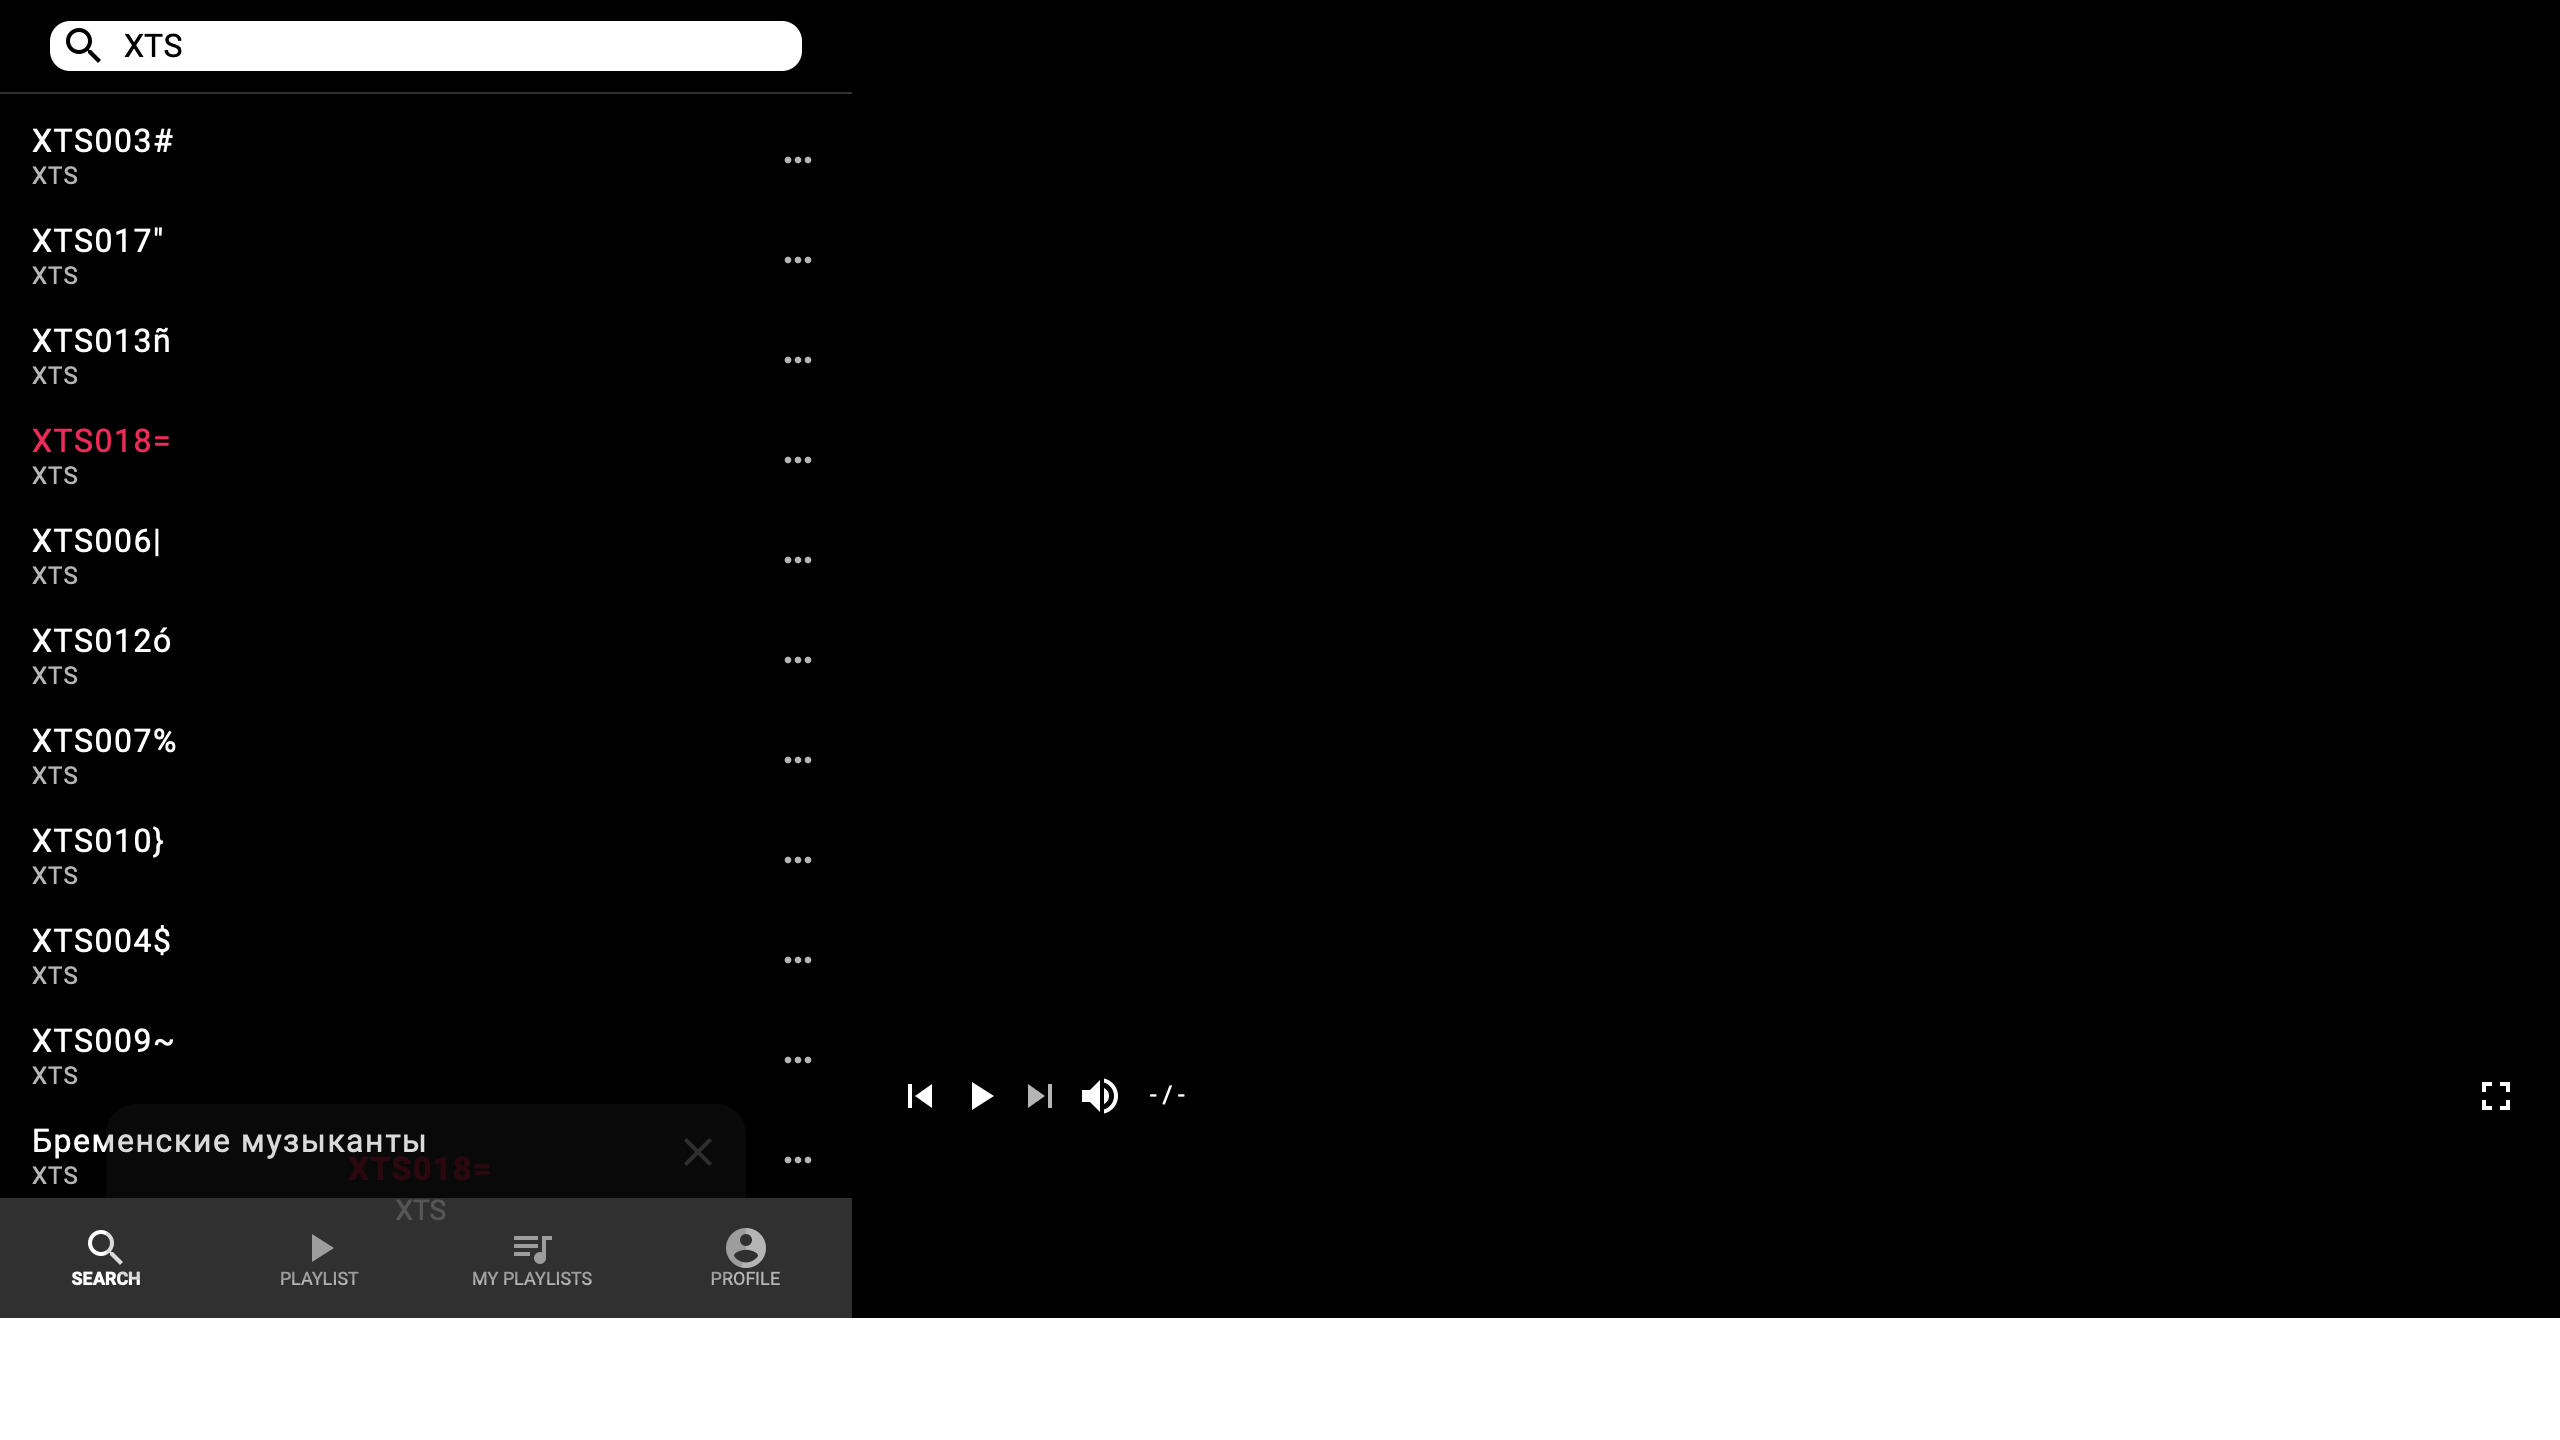 XTS
XTS003#
XTS
XTS017"
XTS
XTS013ñ
XTS
XTS018=
XTS
XTS006|
XTS
XTS012ó
XTS
XTS007%
XTS
XTS010}
XTS
XTS004$
XTS
XTS009~
XTS
Бременские музыканты
XTS
XTS018=
XTS
-/-
SEARCH
PLAYLIST
MY PLAYLISTS
PROFILE